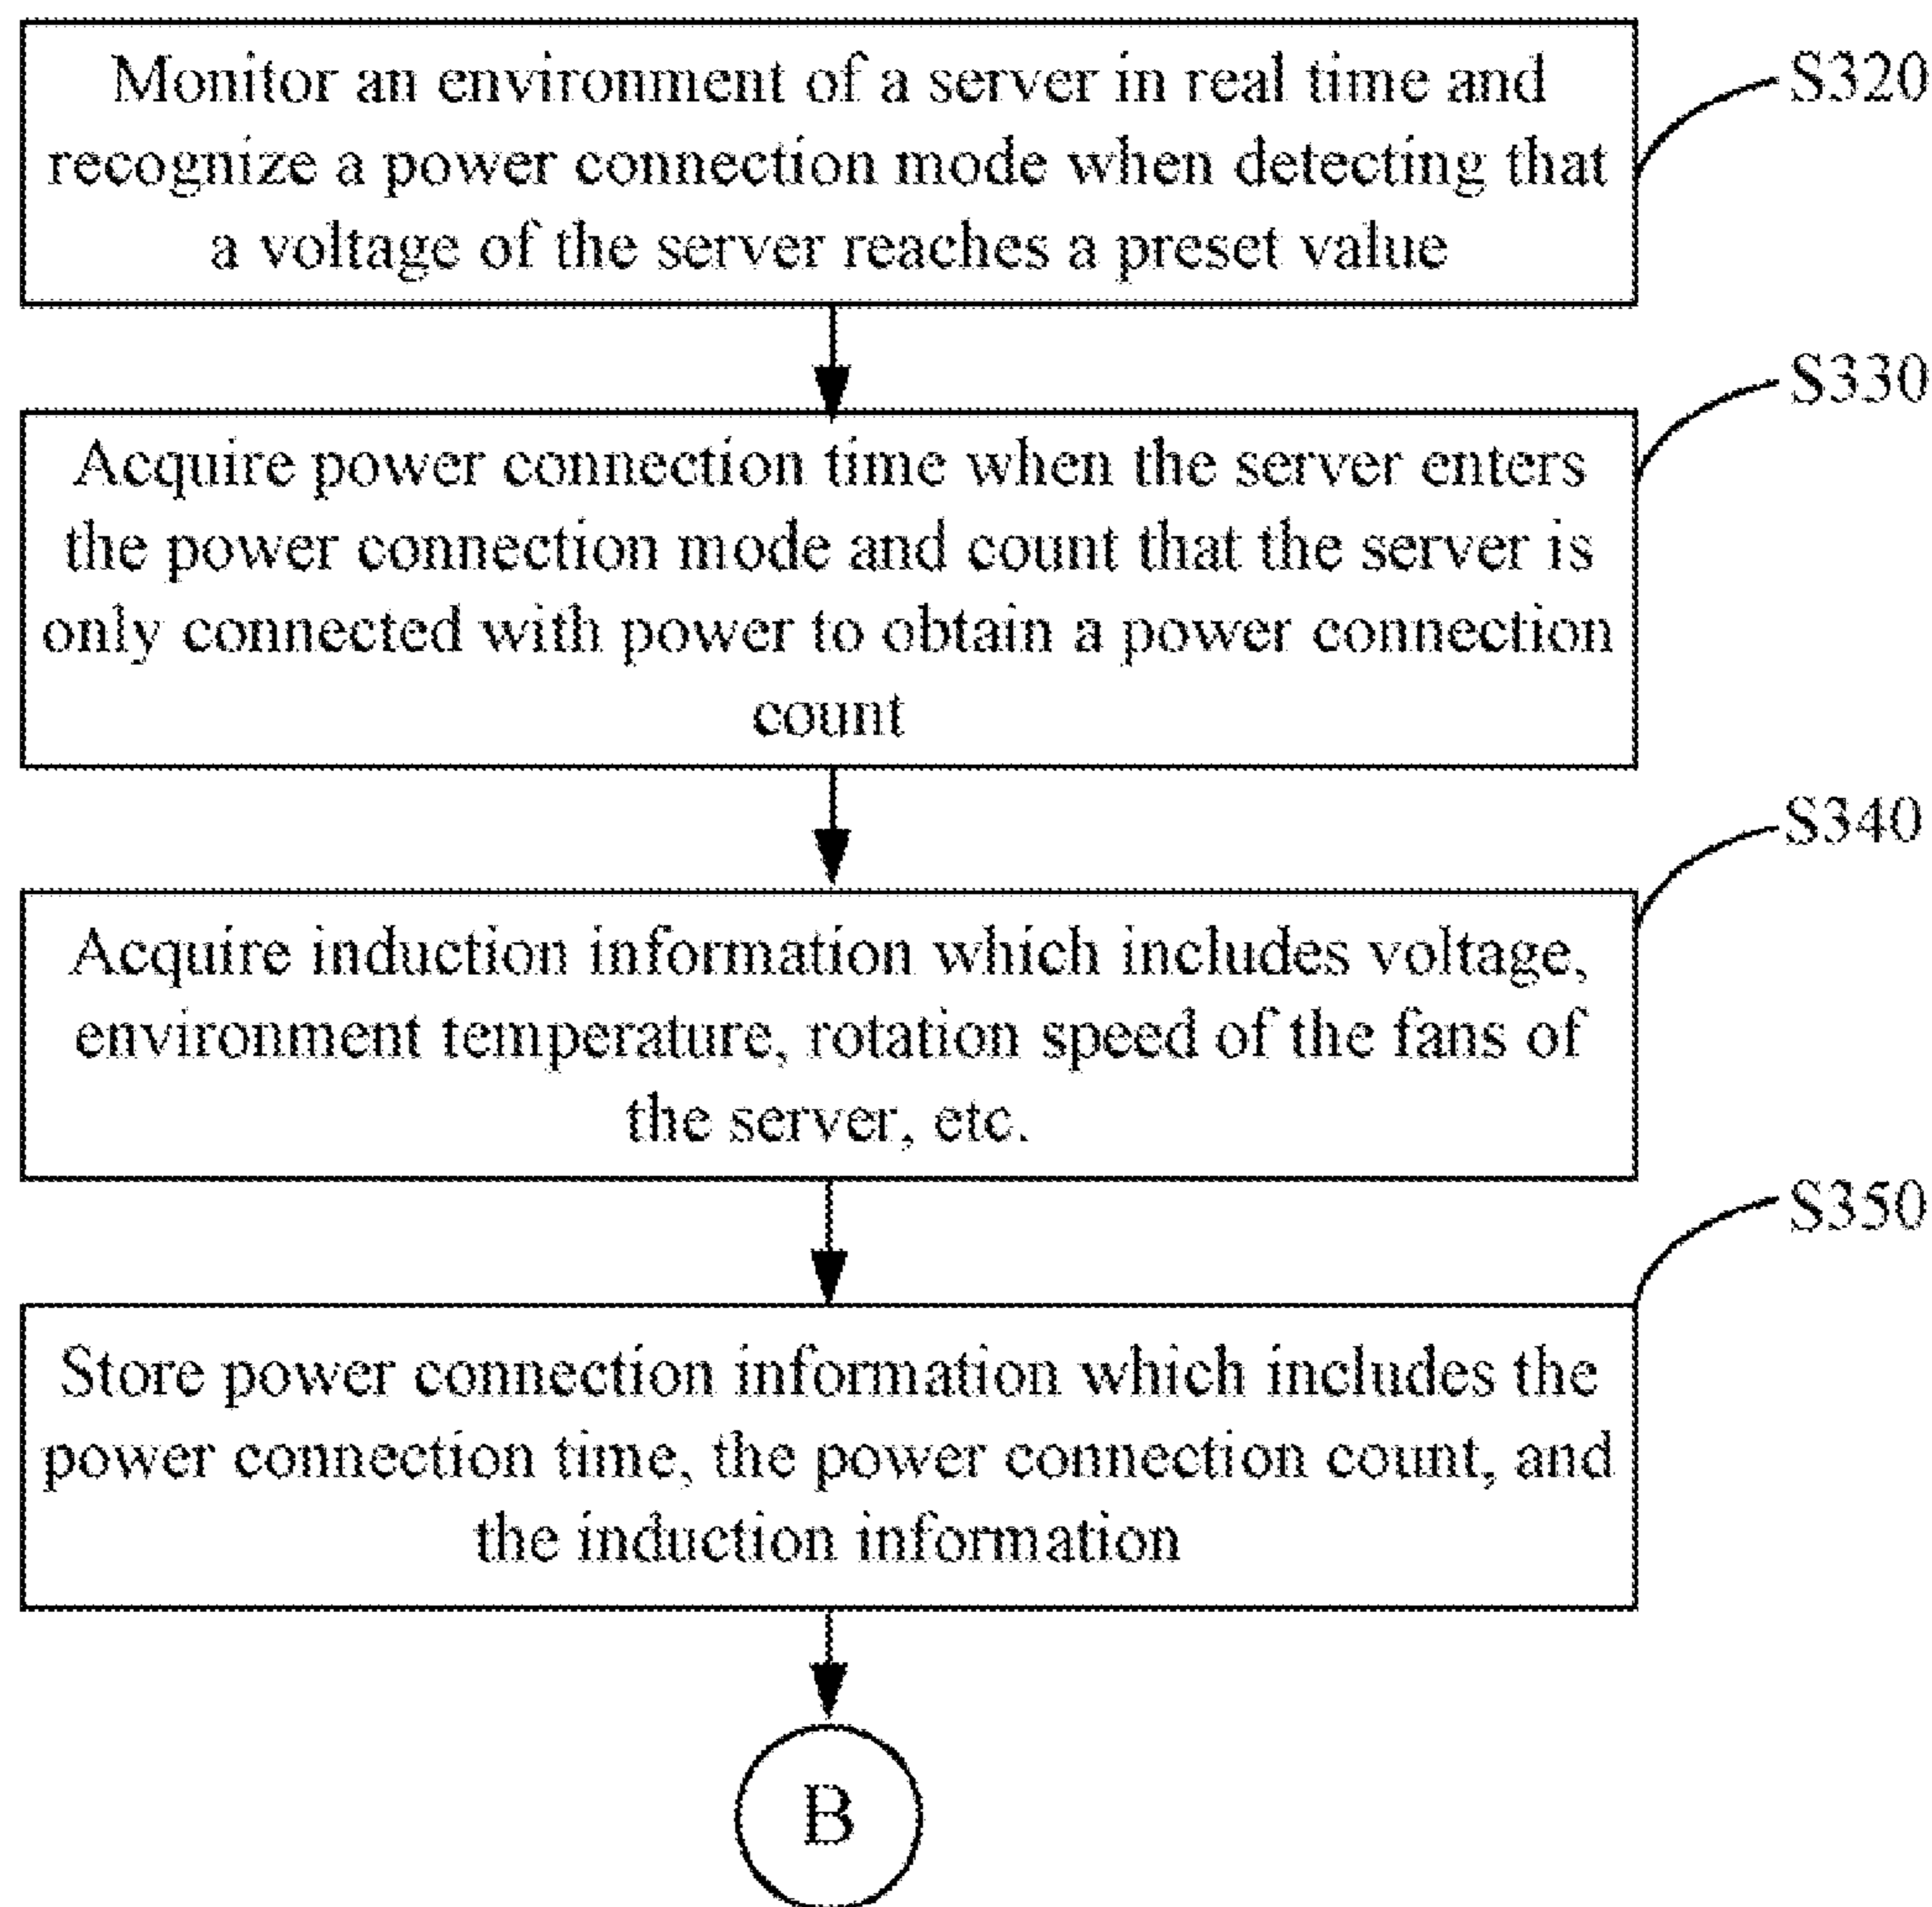 Monitor an environment of a server in real time and
recognize a power connection mode when detecting that
a voltage of the server reaches a preset value
S320
Acquire power connection time when the server enters
the power connection mode and count that the server is
only connected with power to obtain a power connection
count
S330
Acquire induction information which includes voltage,
environment temperature, rotation speed of the fans of
the server, etc.
S340
Store power connection information which includes the
power connection time, the power connection count, and
the induction information
S350
B